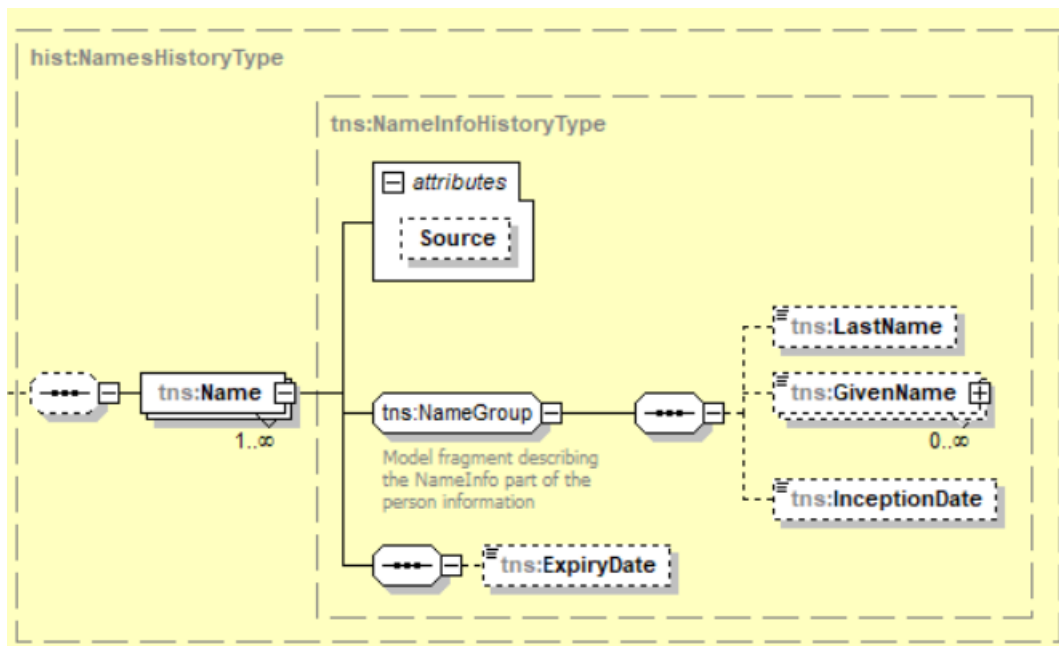 hist:NamesHistoryType
tns:NameInfoHistoryType
attributes
Source
tns:LastName
tns:Name
1..∞
tns:NameGroup
tns:GivenName
0..∞
Model fragment describing
the NameInfo part of the
person information
tns:InceptionDate
tns:ExpiryDate